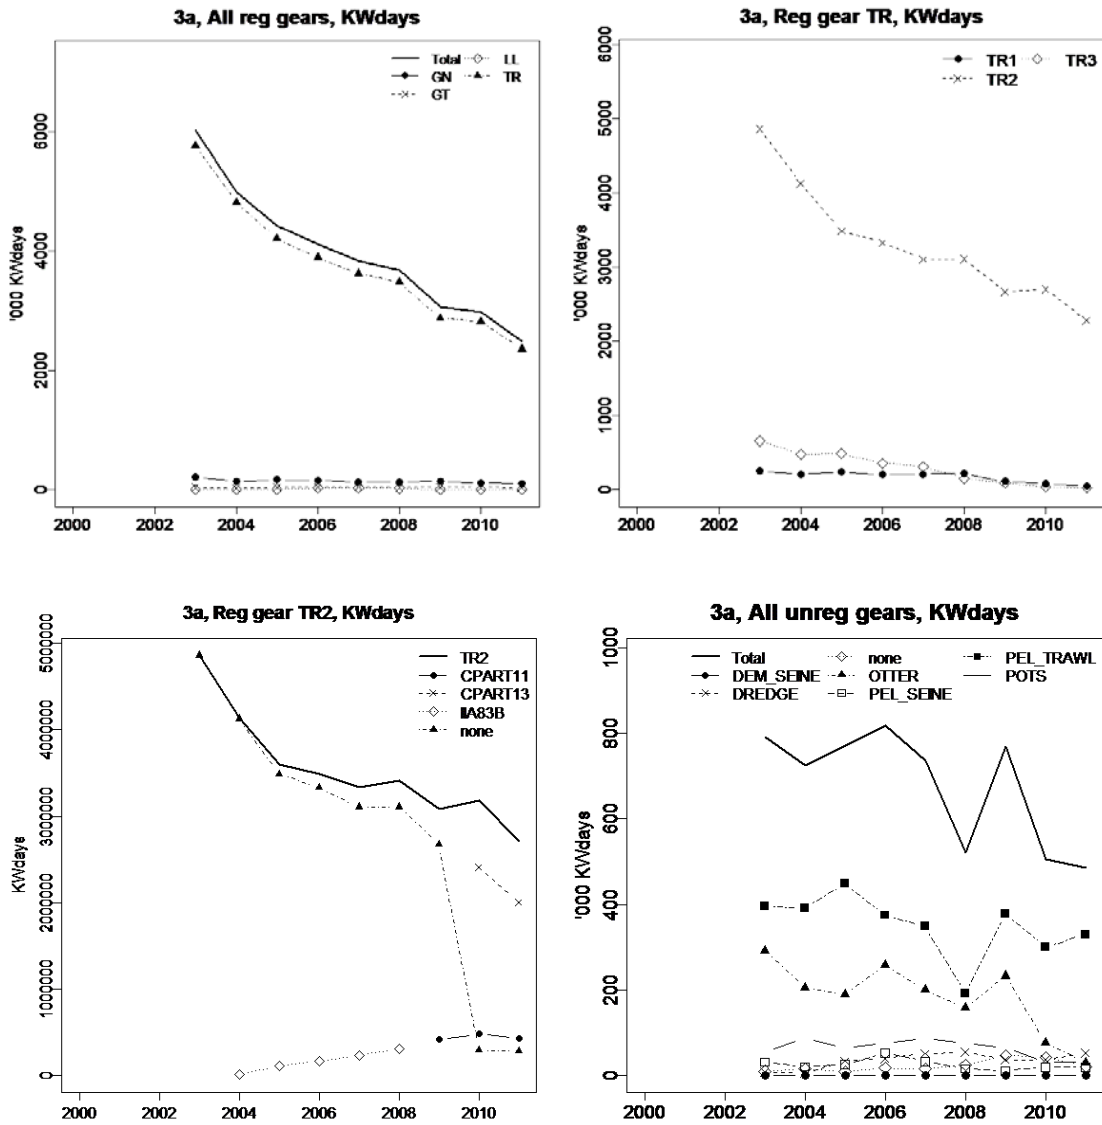 3a, All reg gears, KWdays
Total LL
GN TR
GT
'000 KWdays
6000
4000
2000
0
2000 2002 2004 2006 2008 2010
3a, Reg gear TR, KWdays
TR1 TR3
TR2
'000 KWdays
6000
5000
4000
3000
2000
1000
0
2000 2002 2004 2006 2008 2010
3a, Reg gear TR2, KWdays
TR2
CPART11
CPART13
IIA83B
none
KWdays
5000000
4000000
3000000
2000000
1000000
0
2000 2002 2004 2006 2008 2010
3a, All unreg gears, KWdays
Total none PEL_TRAWL
DEM_SEINE OTTER POTS
DREDGE PEL_SEINE
'000 KWdays
1000
800
600
400
200
0
2000 2002 2004 2006 2008 2010